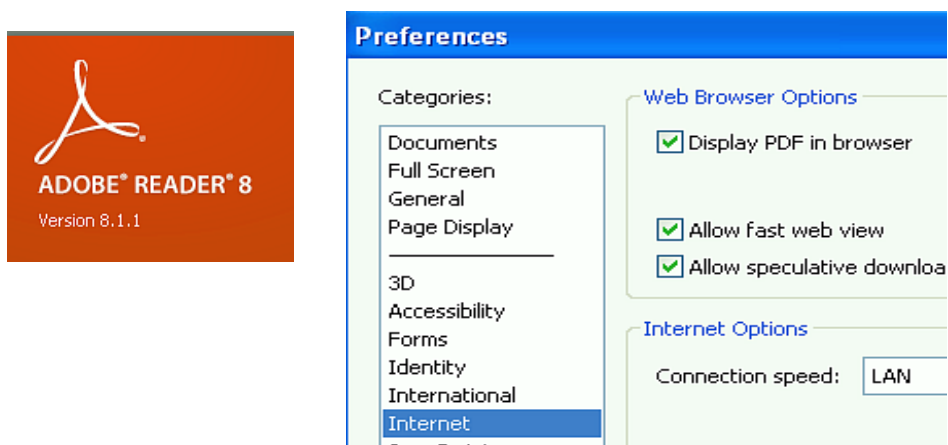 ADOBE® READER® 8
Version 8.1.1
Preferences
Categories:
Documents
Full Screen
General
Page Display
3D
Accessibility
Forms
Identity
International
Internet
Web Browser Options
Display PDF in browser
Allow fast web view
Allow speculative downloa
Internet Options
Connection speed: LAN